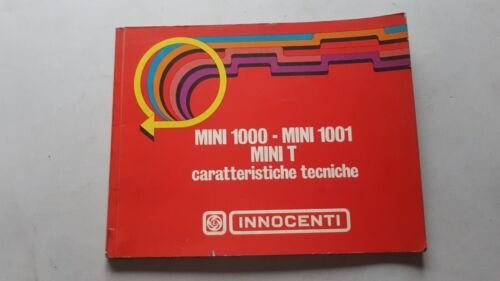 MINI 1000 - MINI 1001
MINI T
caratteristiche tecniche
INNOCENTI